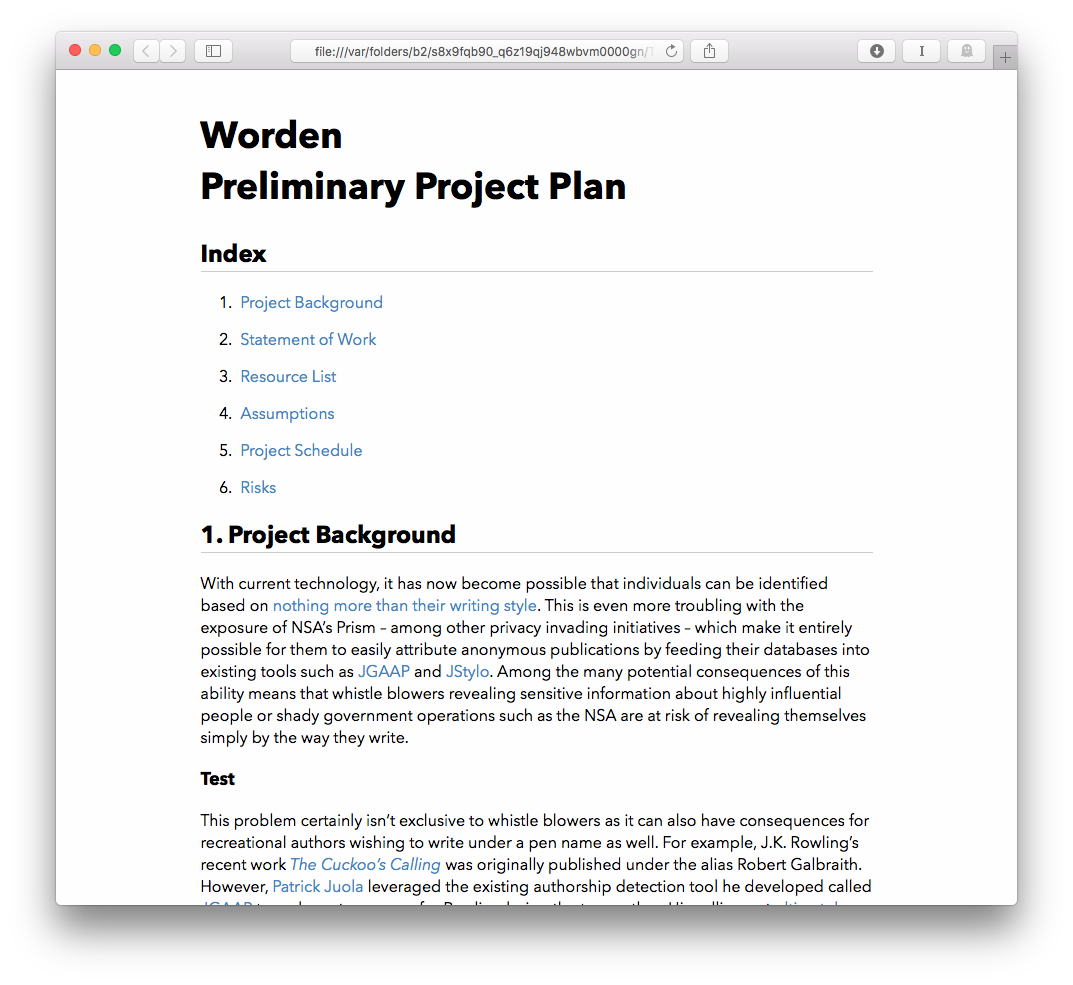 file:///var/folders/b2/s8x9fqb90_q6z19qj948wbvm0000gn/
I
Worden
Preliminary Project Plan
Index
1. Project Background
2. Statement of Work
3. Resource List
4. Assumptions
5. Project Schedule
6. Risks
1. Project Background
With current technology, it has now become possible that individuals can be identified
based on nothing more than their writing style. This is even more troubling with the
exposure of NSA’s Prism – among other privacy invading initiatives – which make it entirely
possible for them to easily attribute anonymous publications by feeding their databases into
existing tools such as JGAAP and JStylo. Among the many potential consequences of this
ability means that whistle blowers revealing sensitive information about highly influential
people or shady government operations such as the NSA are at risk of revealing themselves
simply by the way they write.
Test
This problem certainly isn’t exclusive to whistle blowers as it can also have consequences for
recreational authors wishing to write under a pen name as well. For example, J.K. Rowling’s
recent work The Cuckoo’s Calling was originally published under the alias Robert Galbraith.
However, Patrick Juola leveraged the existing authorship detection tool he developed called